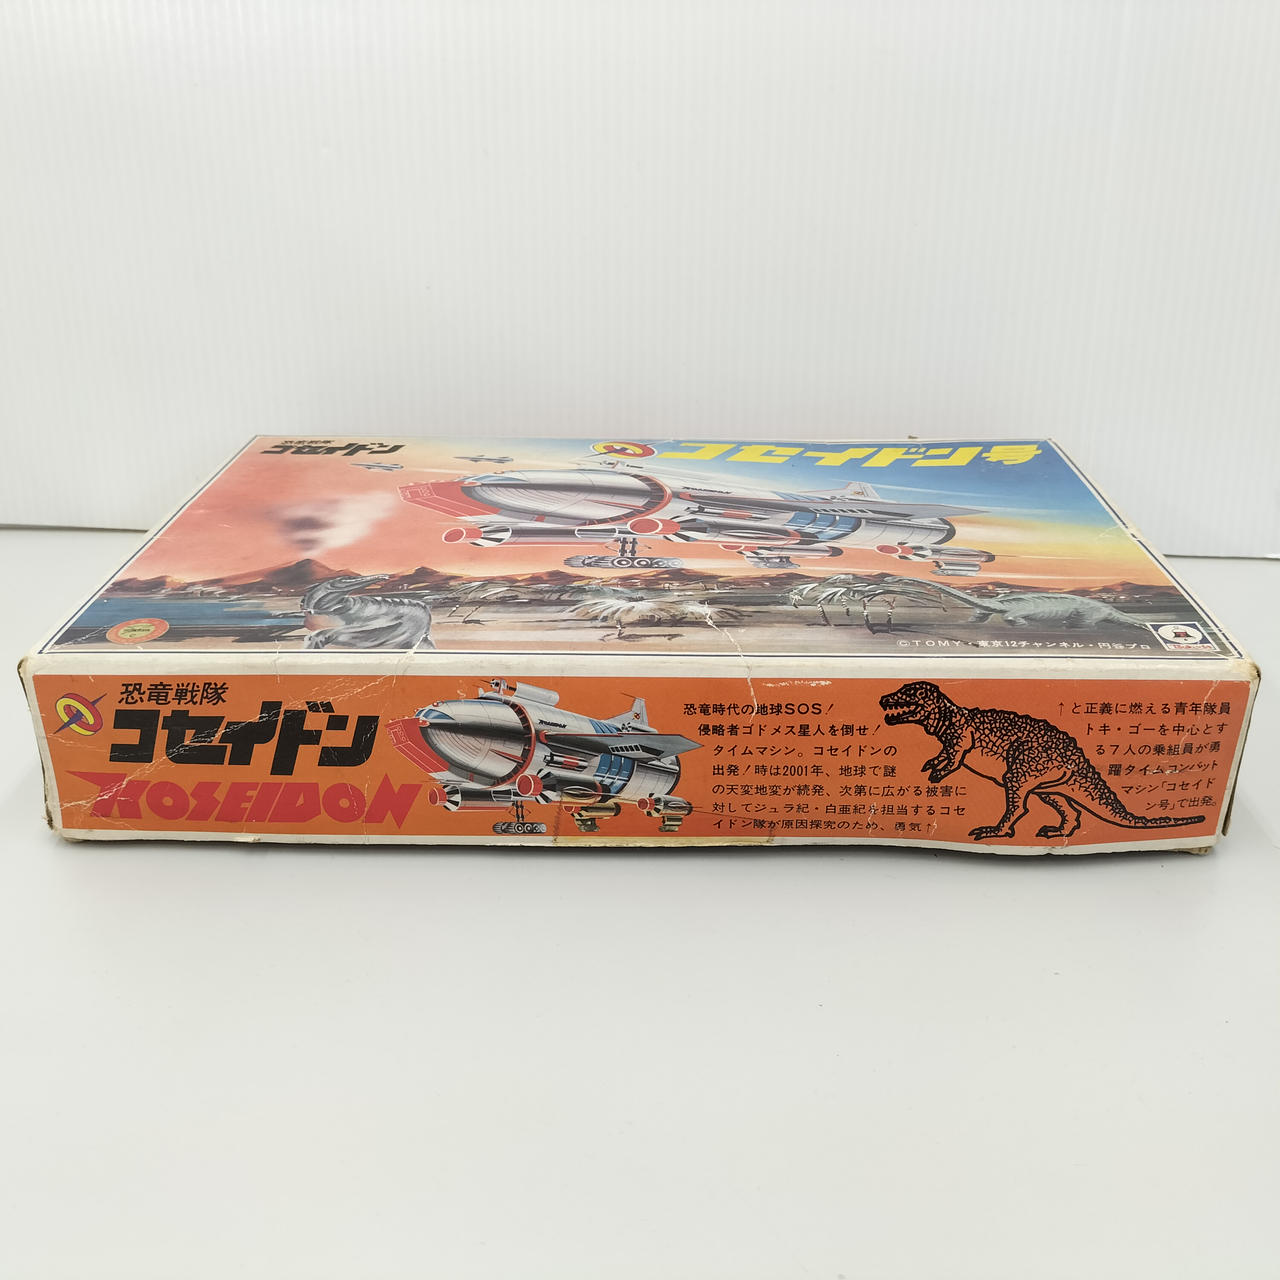 恐竜戦隊
コセイドン
コセイドン号
©TOMY・東京12チャンネル・円谷プロ
恐竜戦隊
コセイドン
KOSEIDON
恐竜時代の地球SOS!
侵略者ゴドメス星人を倒せ!
タイムマシン。コセイドンの
出発!時は2001年、地球で謎
の天変地変が続発、次第に広がる被害に
対してジュラ紀・白亜紀を担当するコセ
イドン隊が原因探究のため、勇気↑
↑と正義に燃える青年隊員
トキ・ゴーを中心とす
る7人の乗組員が勇
躍タイムコンバット
マシン「コセイド
ン号」で出発。